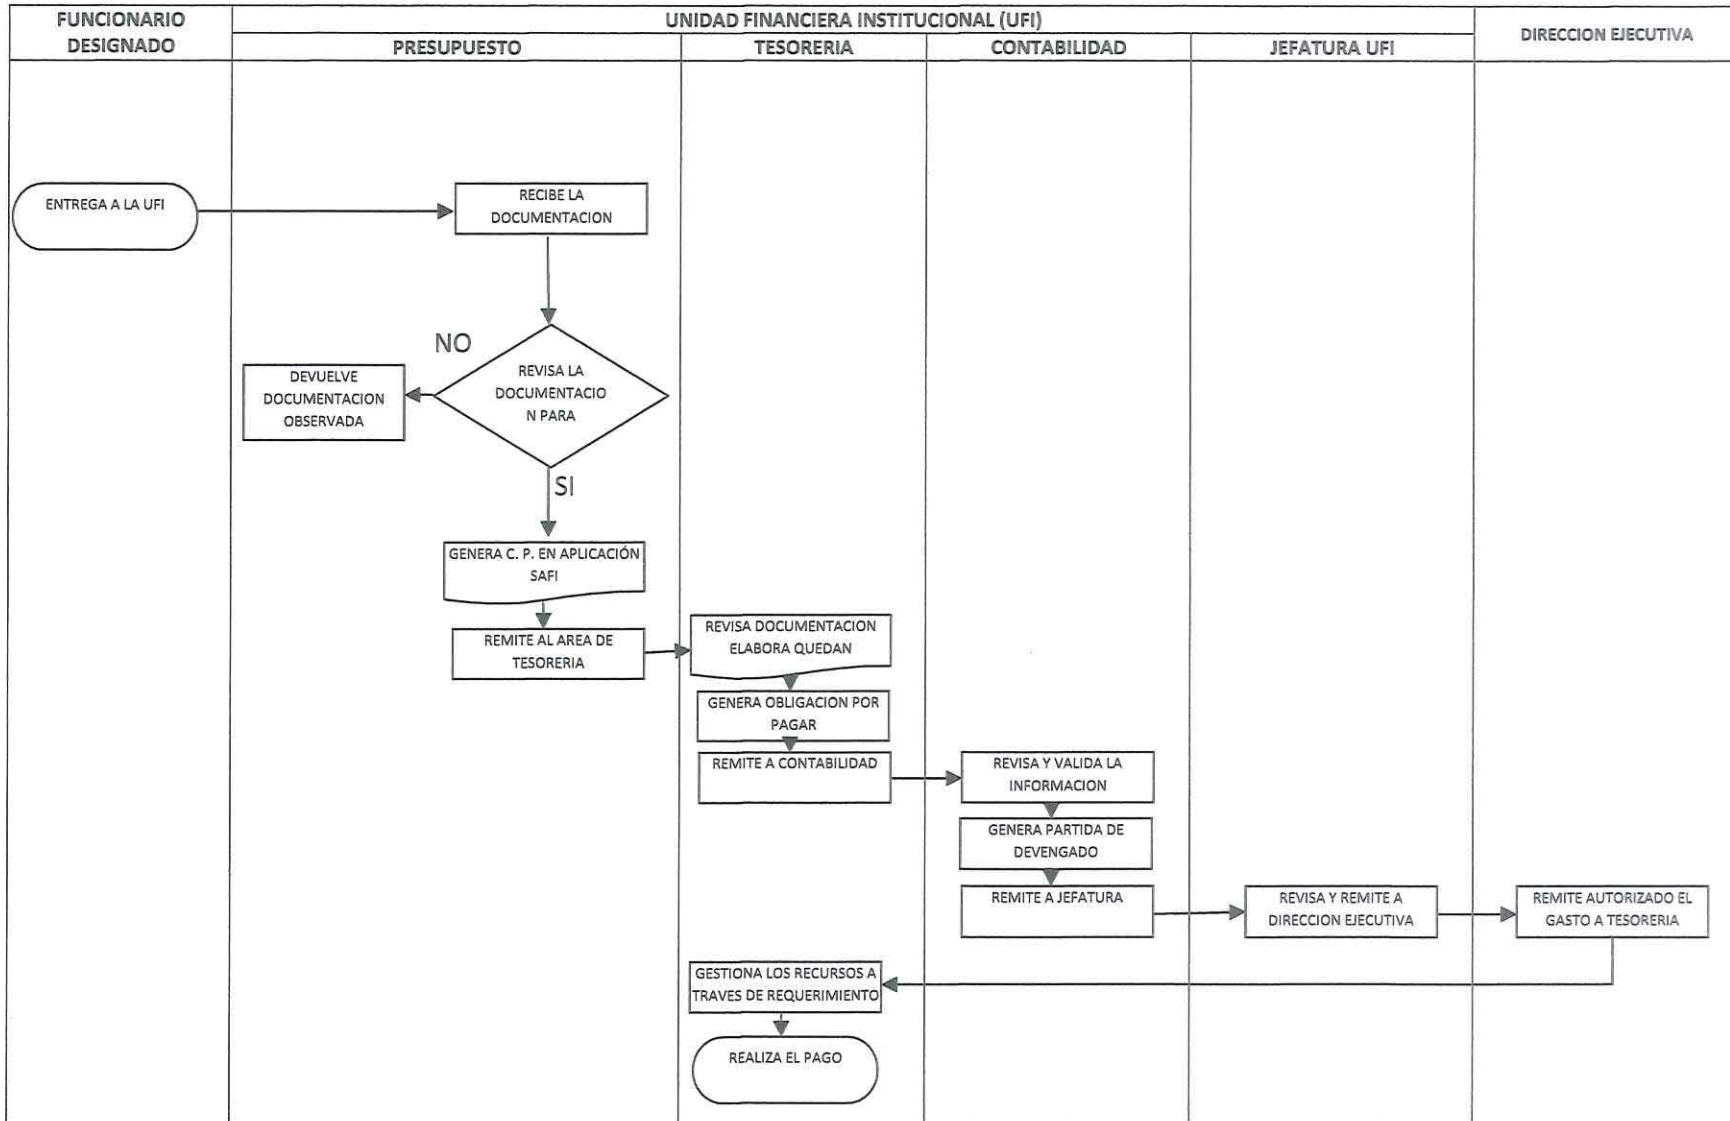 FUNCIONARIO
DESIGNADO
UNIDAD FINANCIERA INSTITUCIONAL (UFI)
DIRECCION EJECUTIVA
PRESUPUESTO
TESORERIA
CONTABILIDAD
JEFATURA UFI
ENTREGA A LA UFI
RECIBE LA
DOCUMENTACION
NO
REVISA LA
DOCUMENTACIO
N PARA
DEVUELVE
DOCUMENTACION
OBSERVADA
SI
GENERA C. P. EN APLICACIÓN
SAFI
REMITE AL AREA DE
TESORERIA
REVISA DOCUMENTACION
ELABORA QUEDAN
GENERA OBLIGACION POR
PAGAR
REMITE A CONTABILIDAD
REVISA Y VALIDA LA
INFORMACION
GENERA PARTIDA DE
DEVENGADO
REMITE A JEFATURA
REVISA Y REMITE A
DIRECCION EJECUTIVA
REMITE AUTORIZADO EL
GASTO A TESORERIA
GESTIONA LOS RECURSOS A
TRAVES DE REQUERIMIENTO
REALIZA EL PAGO